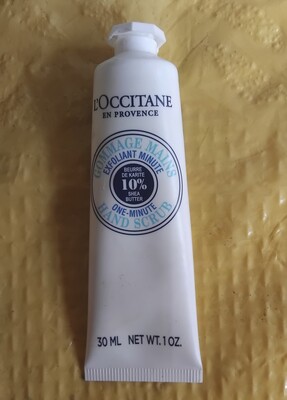 L'OCCITANE
EN PROVENCE
GOMMAGE MAINS
EXFOLIANT MINUTE
BEURRE
DE KARITÉ
10%
SHEA
BUTTER
ONE-MINUTE
HAND SCRUB
30 ML NET WT. 1 OZ.